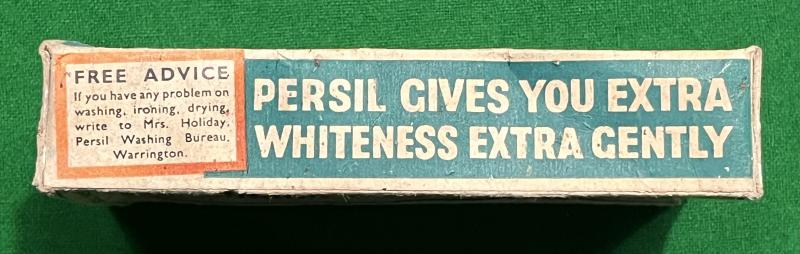 FREE ADVICE
If you have any problem on
washing, ironing, drying,
write to Mrs. Holiday,
Persil Washing Bureau,
Warrington.
PERSIL GIVES YOU EXTRA
WHITENESS EXTRA GENTLY